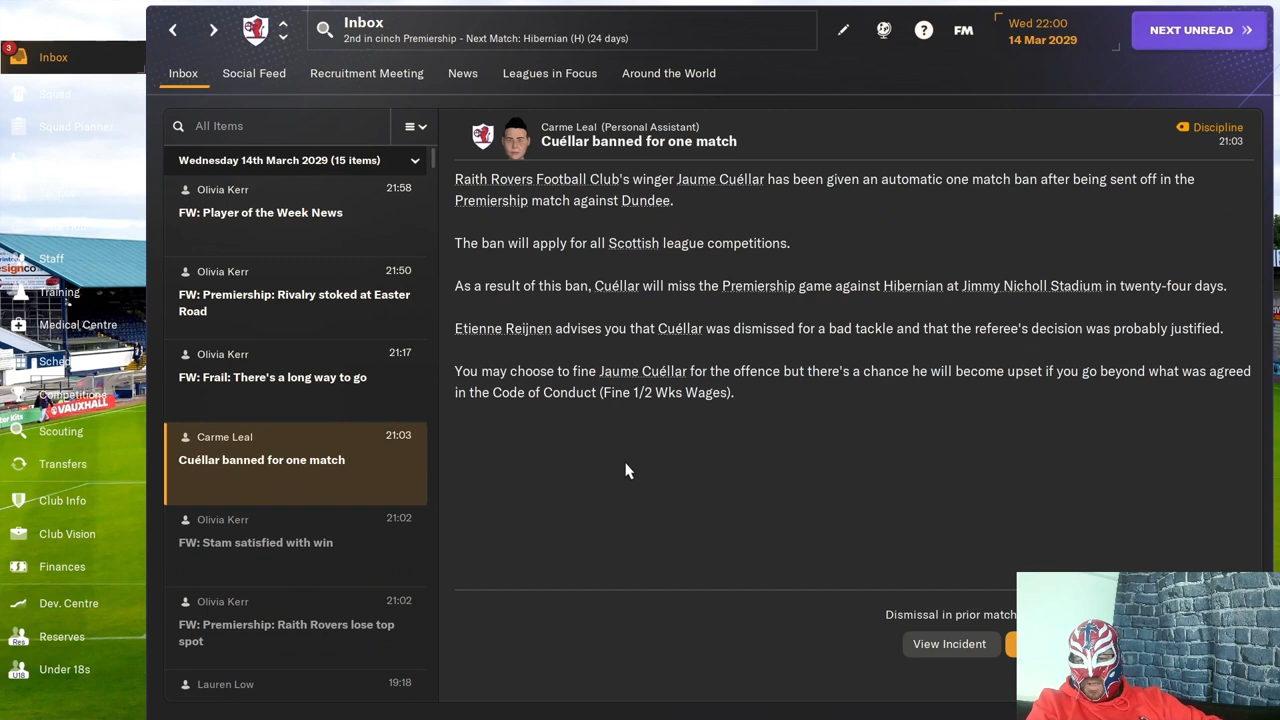 Inbox
2nd in cinch Premiership - Next Match: Hibernian (H) (24 days)
FM
Wed 22:00
14 Mar 2029
NEXT UNREAD
3
Inbox
Squad
Squad Planner
Staff
Training
Medical Centre
Sched
Competitions
VAUXHALL
Scouting
Transfers
Club Info
Club Vision
Finances
Dev. Centre
Reserves
Under 18s
Inbox
Social Feed
Recruitment Meeting
News
Leagues in Focus
Around the World
All Items
Wednesday 14th March 2029 (15 items)
Olivia Kerr 21:58
FW: Player of the Week News
Olivia Kerr 21:50
FW: Premiership: Rivalry stoked at Easter
Road
Olivia Kerr 21:17
FW: Frail: There's a long way to go
Carme Leal 21:03
Cuéllar banned for one match
Olivia Kerr 21:02
FW: Stam satisfied with win
Olivia Kerr 21:02
FW: Premiership: Raith Rovers lose top
spot
Lauren Low 19:18
Carme Leal (Personal Assistant)
Cuéllar banned for one match
Discipline
21:03
Raith Rovers Football Club's winger Jaume Cuéllar has been given an automatic one match ban after being sent off in the
Premiership match against Dundee.
The ban will apply for all Scottish league competitions.
As a result of this ban, Cuéllar will miss the Premiership game against Hibernian at Jimmy Nicholl Stadium in twenty-four days.
Etienne Reijnen advises you that Cuéllar was dismissed for a bad tackle and that the referee's decision was probably justified.
You may choose to fine Jaume Cuéllar for the offence but there's a chance he will become upset if you go beyond what was agreed
in the Code of Conduct (Fine 1/2 Wks Wages).
Dismissal in prior match
View Incident